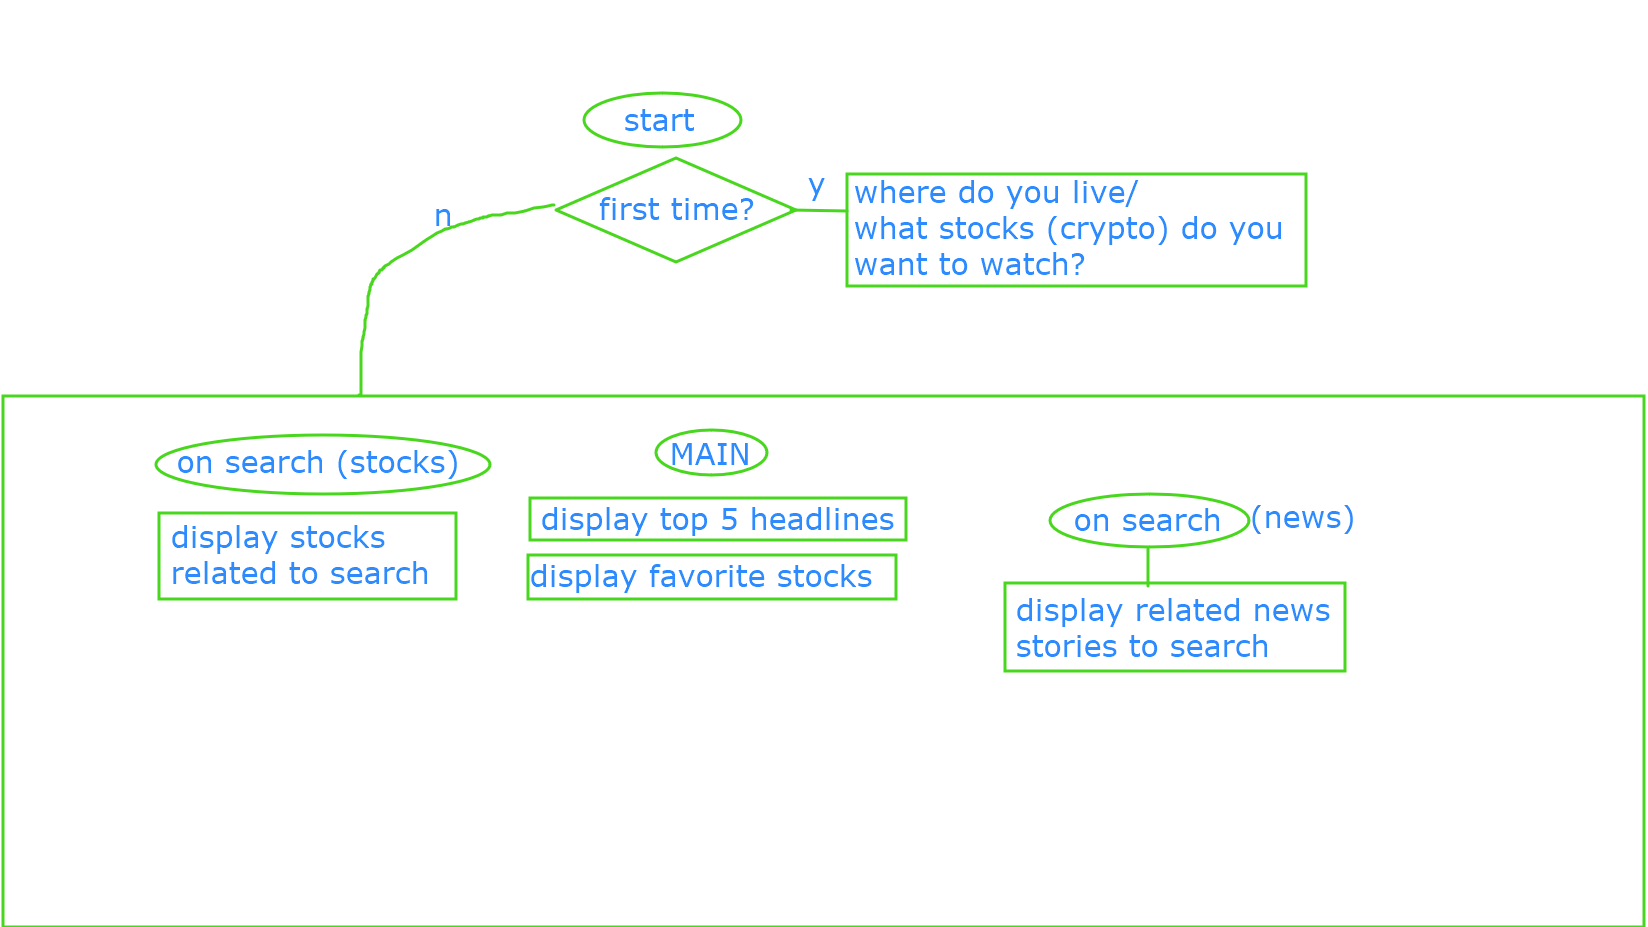 start
first time?
y
n
where do you live/
what stocks (crypto) do you
want to watch?
on search (stocks)
display stocks
related to search
MAIN
display top 5 headlines
display favorite stocks
on search (news)
display related news
stories to search